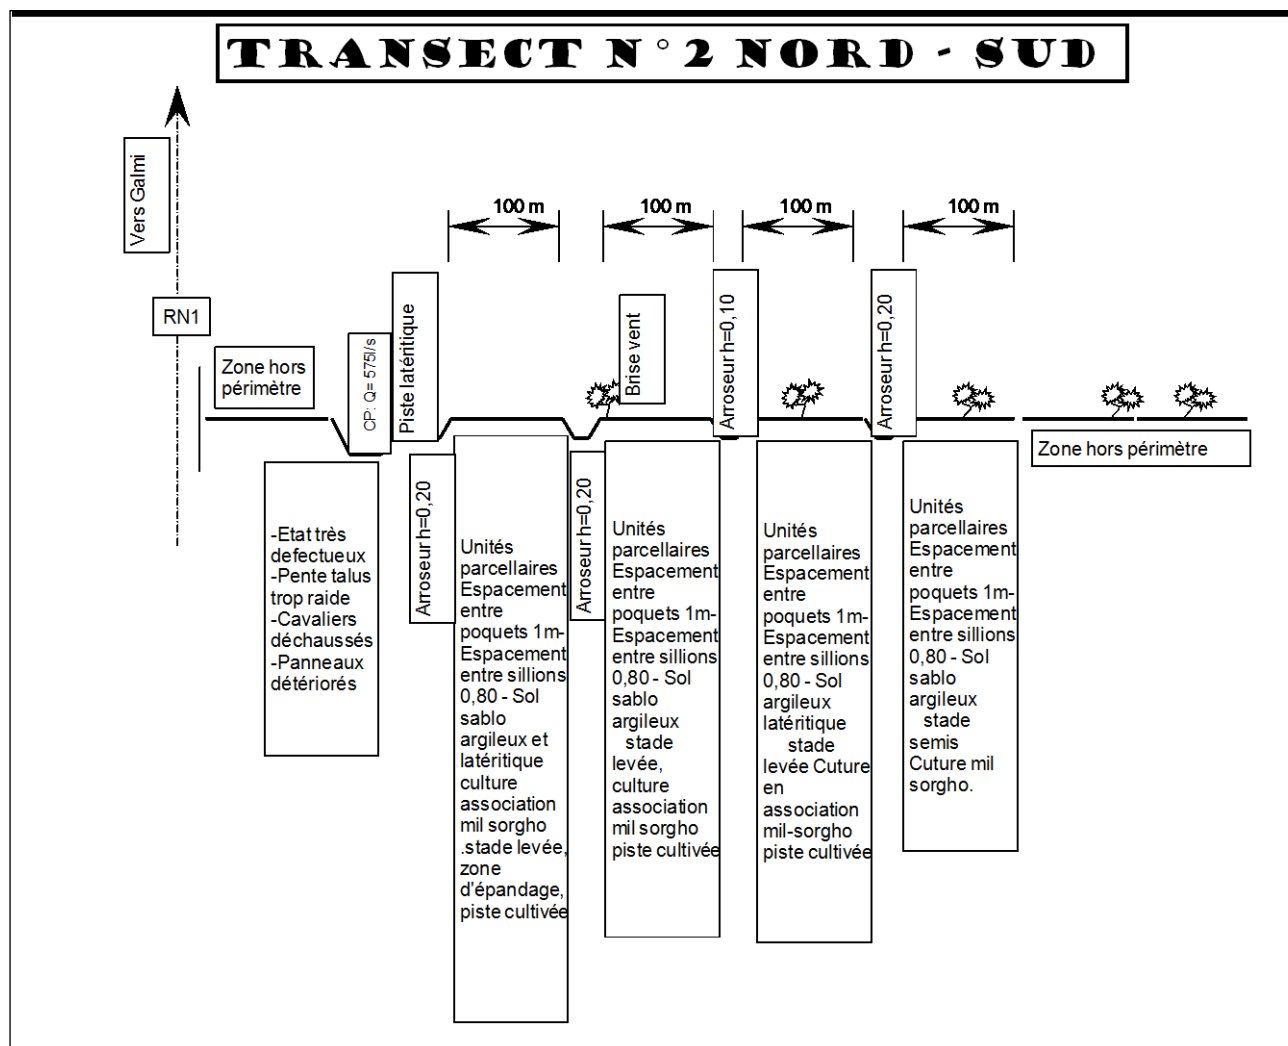 TRANSECT N°2 NORD - SUD
Vers Galmi
RN1
100 m
100 m
100 m
100 m
Zone hors
périmètre
CP: Q= 575l/s
Piste latéritique
Brise vent
Arroseur h=0,10
Arroseur h=0,20
Zone hors périmètre
-Etat très
defectueux
-Pente talus
trop raide
-Cavaliers
déchaussés
-Panneaux
détériorés
Arroseur h=0,20
Unités
parcellaires
Espacement
entre
poquets 1m-
Espacement
entre sillions
0,80 - Sol
sablo
argileux et
latéritique
culture
association
mil sorgho
.stade levée,
zone
d'épandage,
piste cultivée
Arroseur h=0,20
Unités
parcellaires
Espacement
entre
poquets 1m-
Espacement
entre sillions
0,80 - Sol
sablo
argileux
stade
levée,
culture
association
mil sorgho
piste cultivée
Unités
parcellaires
Espacement
entre
poquets 1m-
Espacement
entre sillions
0,80 - Sol
argileux
latéritique
stade
levée Cuture
en
association
mil-sorgho
piste cultivée
Unités
parcellaires
Espacement
entre
poquets 1m-
Espacement
entre sillions
0,80 - Sol
sablo
argileux
stade
semis
Cuture mil
sorgho.